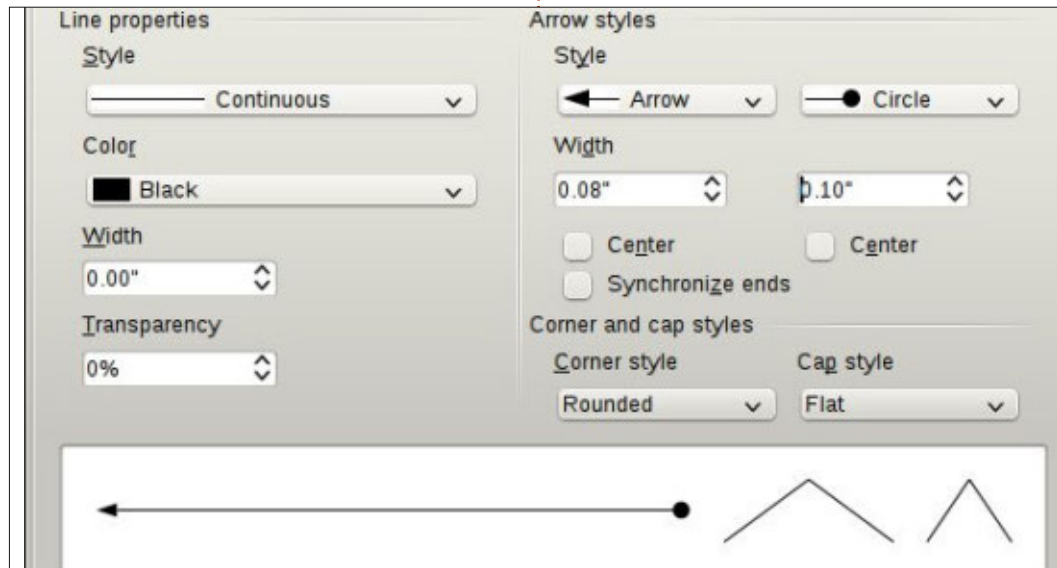 Line properties
Style
Continuous
Color
Black
Width
0.00"
Transparency
0%
Arrow styles
Style
Arrow
Circle
Width
0.08"
0.10"
Center
Center
Synchronize ends
Corner and cap styles
Corner style
Cap style
Rounded
Flat